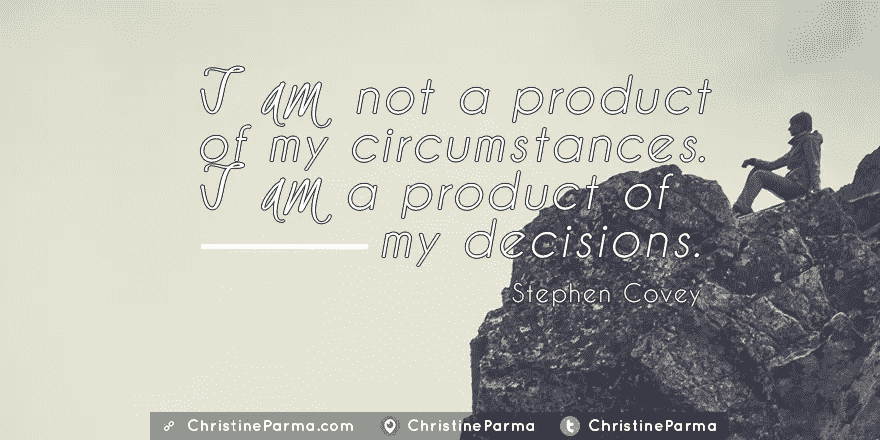 I am not a product
of my circumstances.
I am a product of
my decisions.
Stephen Covey
ChristineParma.com ChristineParma ChristineParma